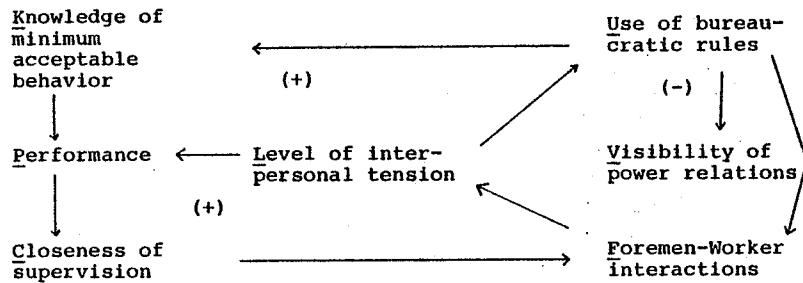 Knowledge of
minimum
acceptable
behavior
(+)
Use of bureau-
cratic rules
(-)
Performance
Level of inter-
personal tension
Visibility of
power relations
(+)
Closeness of
supervision
Foremen-Worker
interactions